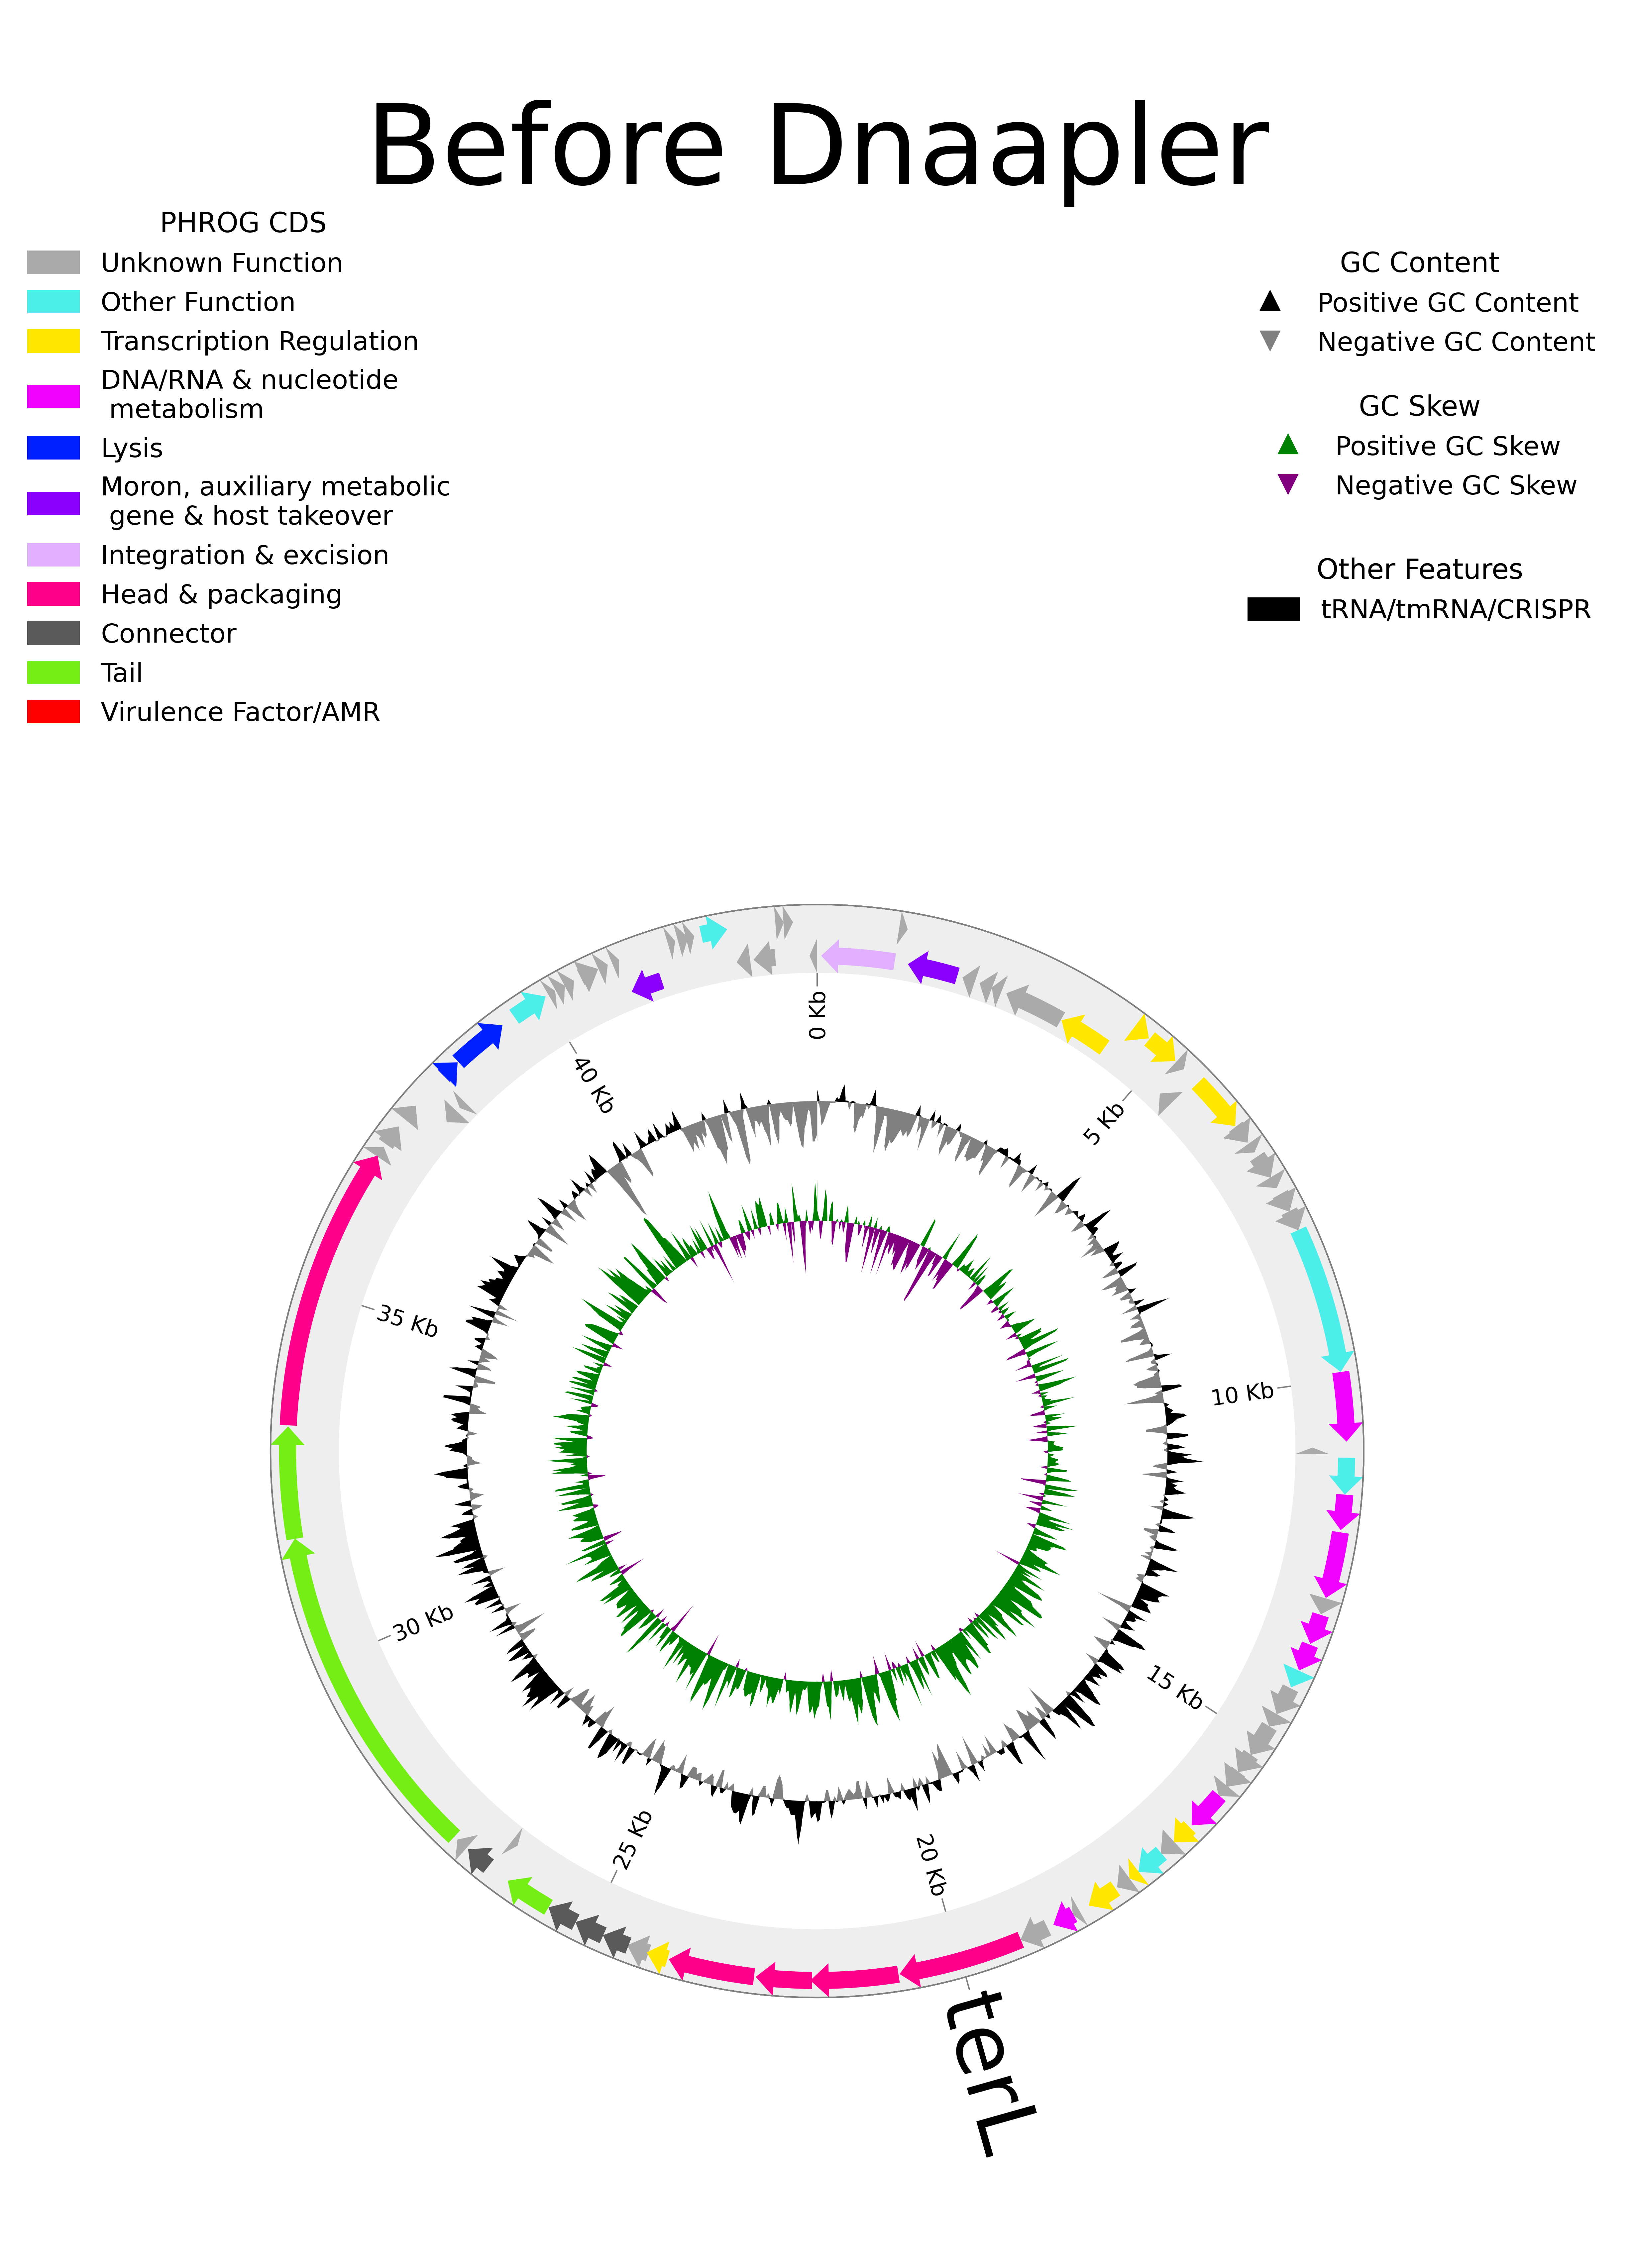 Before Dnaapler
PHROG CDS
Unknown Function
Other Function
Transcription Regulation
DNA/RNA & nucleotide
metabolism
Lysis
Moron, auxiliary metabolic
gene & host takeover
Integration & excision
Head & packaging
Connector
Tail
Virulence Factor/AMR
GC Content
Positive GC Content
Negative GC Content
GC Skew
Positive GC Skew
Negative GC Skew
Other Features
tRNA/tmRNA/CRISPR
0 Kb
5 Kb
10 Kb
15 Kb
20 Kb
25 Kb
30 Kb
35 Kb
40 Kb
terL